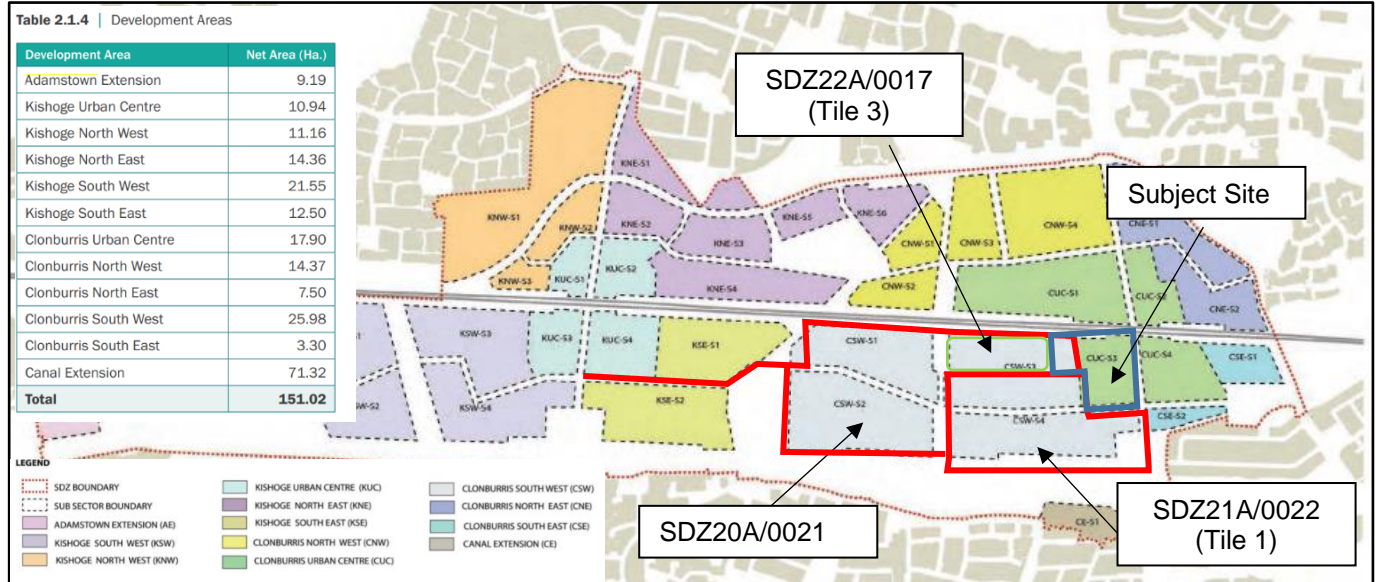 Table 2.1.4 | Development Areas
Development Area Net Area (Ha.)
Adamstown Extension 9.19
Kishoge Urban Centre 10.94
Kishoge North West 11.16
Kishoge North East 14.36
Kishoge South West 21.55
Kishoge South East 12.50
Clonburris Urban Centre 17.90
Clonburris North West 14.37
Clonburris North East 7.50
Clonburris South West 25.98
Clonburris South East 3.30
Canal Extension 71.32
Total 151.02
SDZ22A/0017
(Tile 3)
Subject Site
KNE-S1
KNW-S1
KNW-S2
KNE-S2
KNE-S3
KNE-S5
KNE-S6
CNW-S1
CNW-S3
CNW-S4
CNE-S1
KNW-S3
KUC-S1
KUC-S2
KNE-S4
CNW-S2
CUC-S1
CUC-S2
CNE-S2
KSW-S3
KUC-S3
KUC-S4
KSE-S1
CSW-S1
CSW-S3
CUC-S3
CUC-S4
CSE-S1
KSW-S4
KSE-S2
CSW-S2
CSW-S4
CSE-S2
CE-S1
SDZ20A/0021
SDZ21A/0022
(Tile 1)
LEGEND
SDZ BOUNDARY
SUB SECTOR BOUNDARY
ADAMSTOWN EXTENSION (AE)
KISHOGE SOUTH WEST (KSW)
KISHOGE NORTH WEST (KNW)
KISHOGE URBAN CENTRE (KUC)
KISHOGE NORTH EAST (KNE)
KISHOGE SOUTH EAST (KSE)
CLONBURRIS NORTH WEST (CNW)
CLONBURRIS URBAN CENTRE (CUC)
CLONBURRIS SOUTH WEST (CSW)
CLONBURRIS NORTH EAST (CNE)
CLONBURRIS SOUTH EAST (CSE)
CANAL EXTENSION (CE)